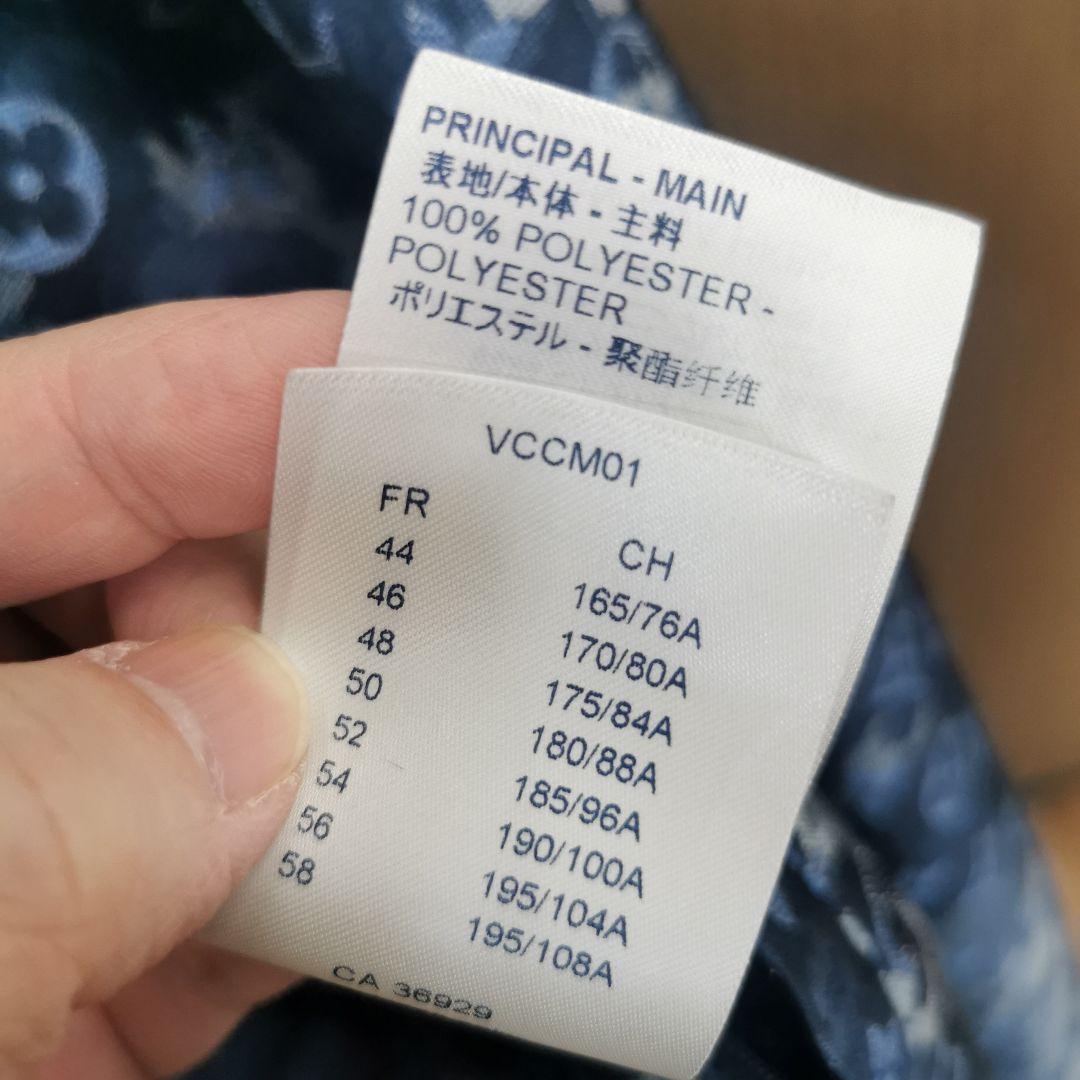 PRINCIPAL - MAIN
表地/本体 - 主料
100% POLYESTER -
POLYESTER
ポリエステル - 聚酯纤维
VCCM01
FR CH
44 165/76A
46 170/80A
48 175/84A
50 180/88A
52 185/96A
54 190/100A
56 195/104A
58 195/108A
CA 36929